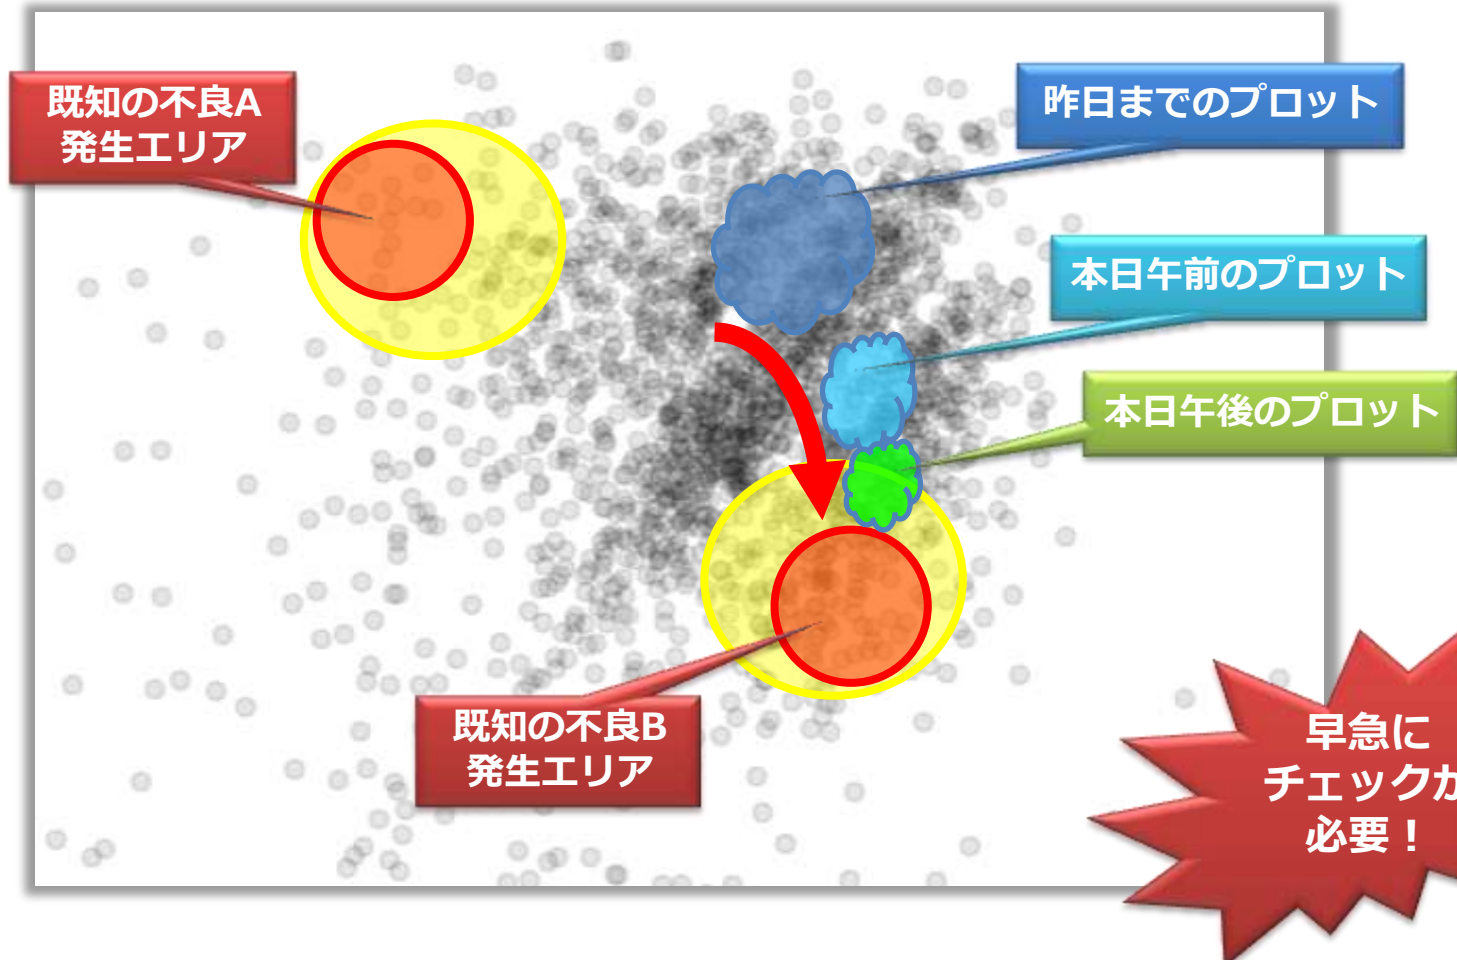 既知の不良A
発生エリア
昨日までのプロット
本日午前のプロット
本日午後のプロット
既知の不良B
発生エリア
早急に
チェックが
必要！